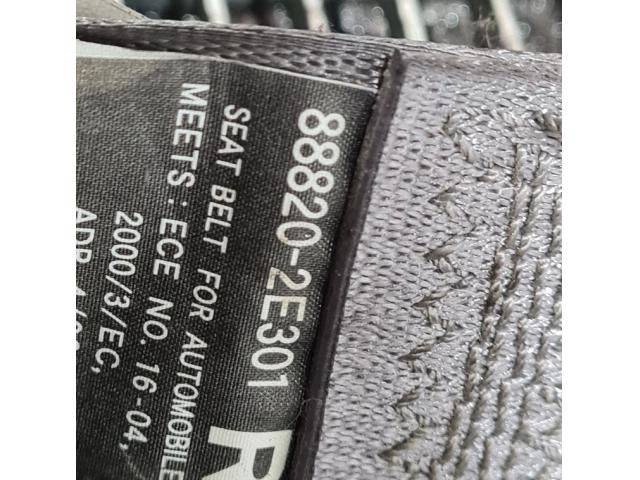 88820-2E301 R
SEAT BELT FOR AUTOMOBILE
MEETS : ECE NO. 16-04,
2000/3/EC,